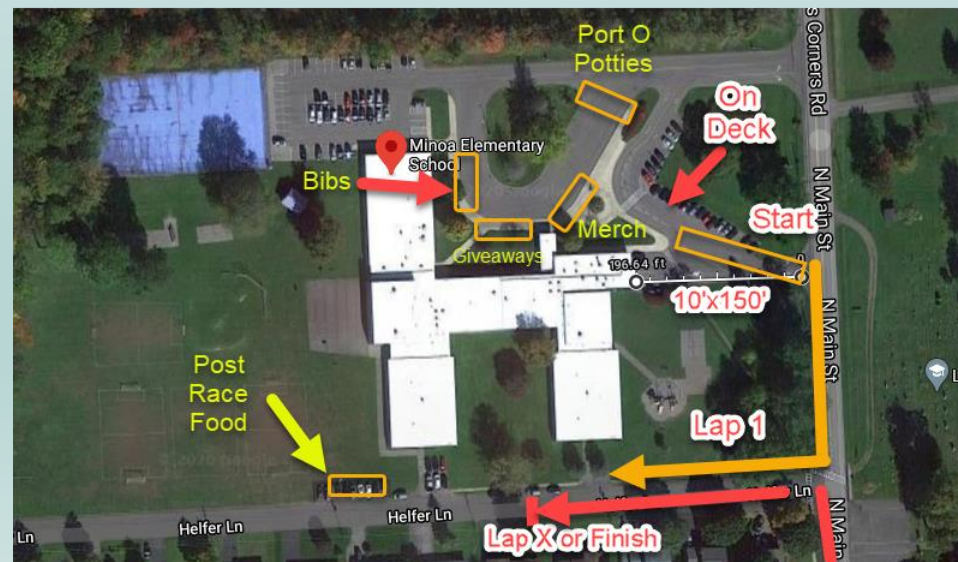 Port O
Potties
On
Deck
s Corners Rd
Minoa Elementary
School
Bibs
N Main St
Start
Merch
Giveaways
196.64 ft
10'x150'
N Main St
Post
Race
Food
Lap 1
Helfer Ln
Helfer Ln
Ln
Ln
N Main
Lap X or Finish
L